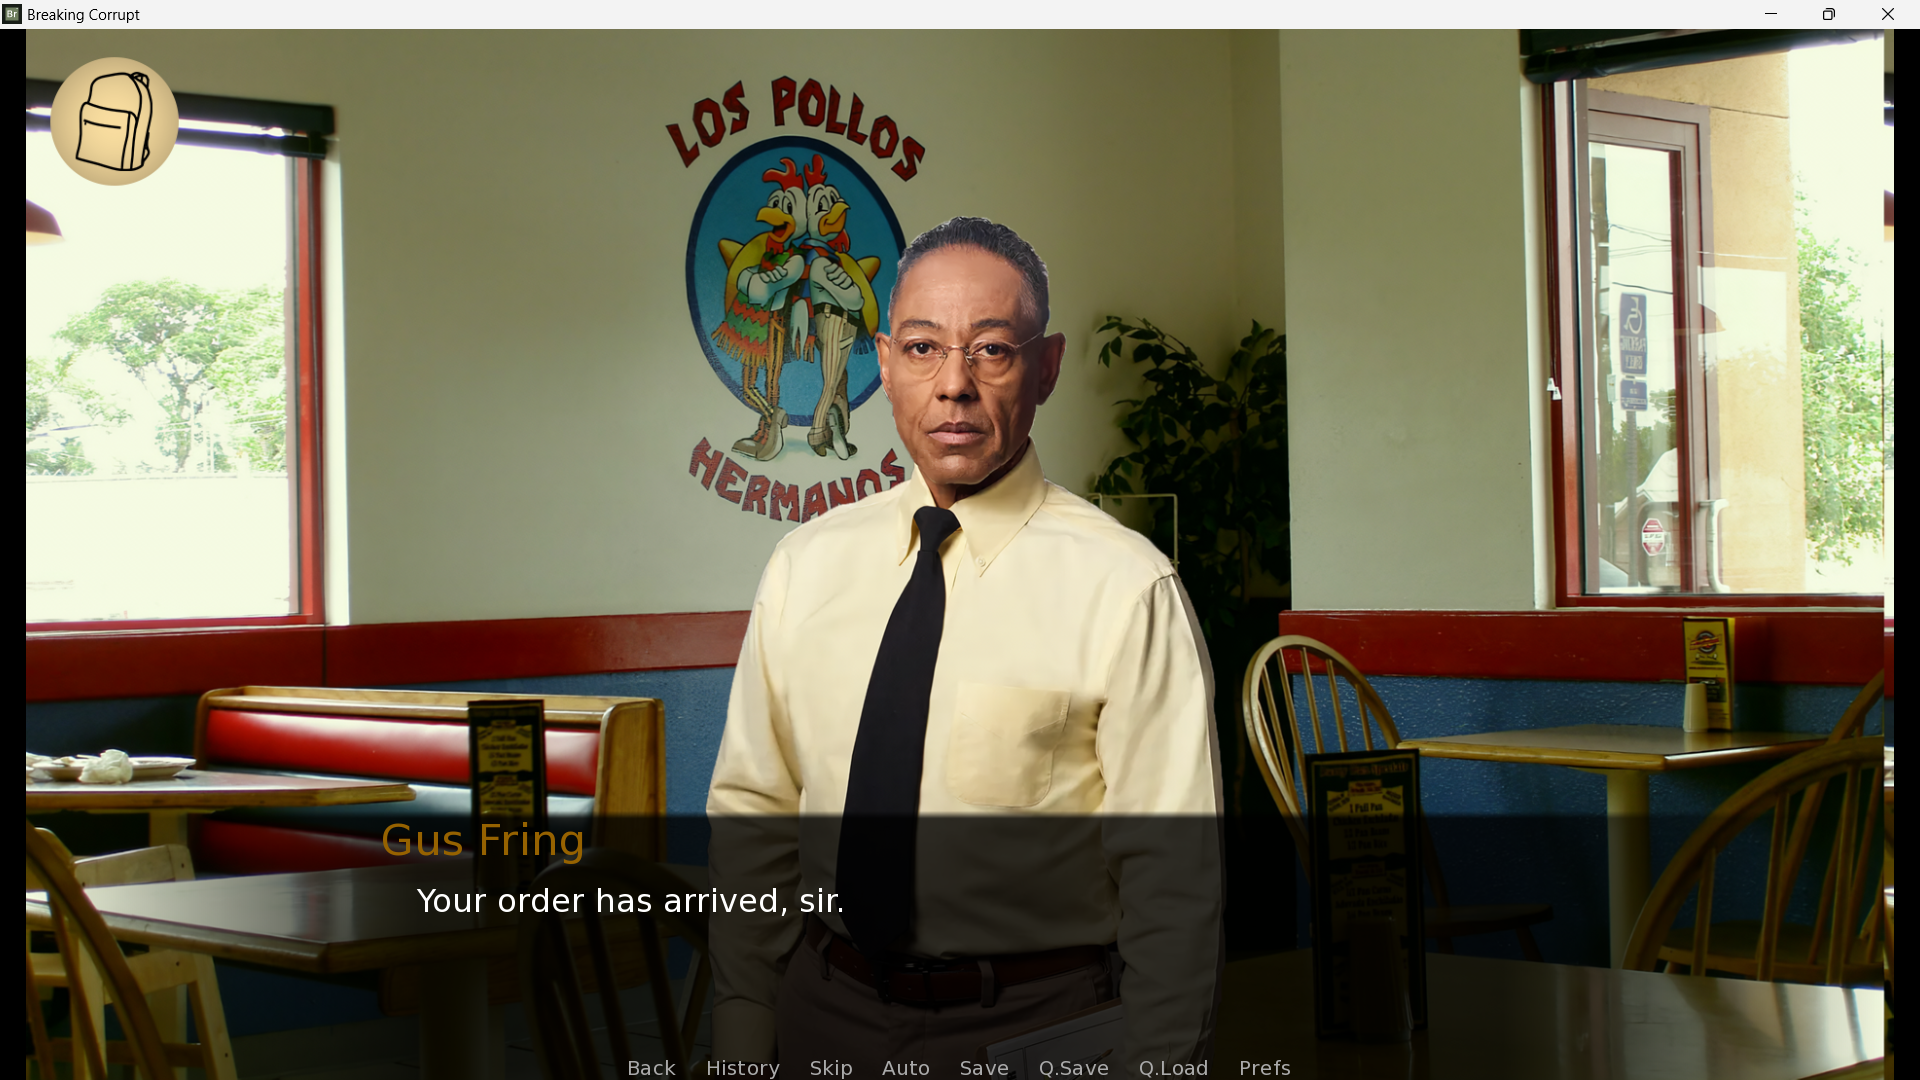 Br Breaking Corrupt
LOS POLLOS
HERMANOS
Gus Fring
Your order has arrived, sir.
Back History Skip Auto Save Q.Save Q.Load Prefs